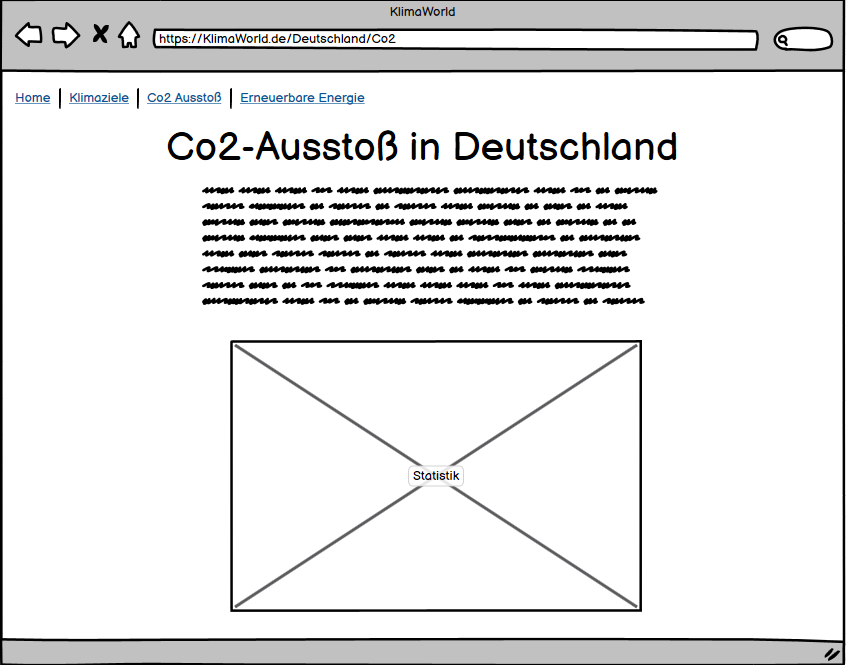 KlimaWorld
https://KlimaWorld.de/Deutschland/Co2
Home | Klimaziele | Co2 Ausstoß | Erneuerbare Energie
Co2-Ausstoß in Deutschland
Statistik